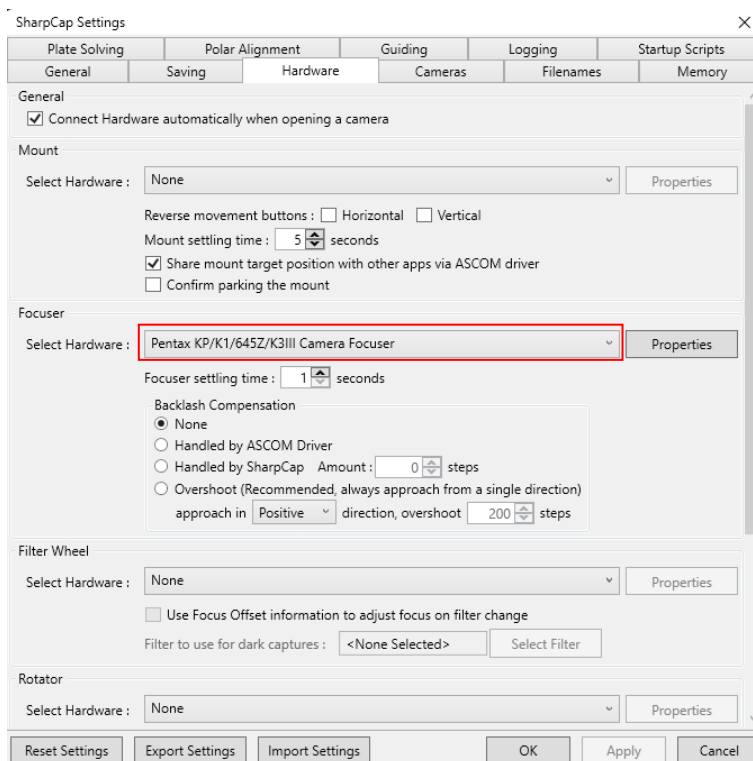 SharpCap Settings
Plate Solving Polar Alignment Guiding Logging Startup Scripts
General Saving Hardware Cameras Filenames Memory
General
Connect Hardware automatically when opening a camera
Mount
Select Hardware : None Properties
Reverse movement buttons : Horizontal Vertical
Mount settling time : 5 seconds
Share mount target position with other apps via ASCOM driver
Confirm parking the mount
Focuser
Select Hardware : Pentax KP/K1/645Z/K3III Camera Focuser Properties
Focuser settling time : 1 seconds
Backlash Compensation
None
Handled by ASCOM Driver
Handled by SharpCap Amount : 0 steps
Overshoot (Recommended, always approach from a single direction)
approach in Positive direction, overshoot 200 steps
Filter Wheel
Select Hardware : None Properties
Use Focus Offset information to adjust focus on filter change
Filter to use for dark captures : <None Selected> Select Filter
Rotator
Select Hardware : None Properties
Reset Settings Export Settings Import Settings OK Apply Cancel